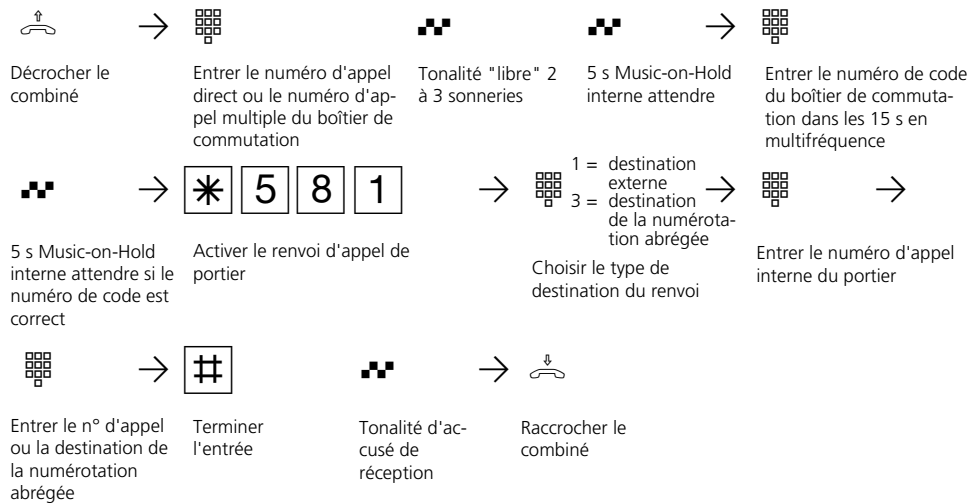 Décrocher le
combiné
Entrer le numéro d'appel
direct ou le numéro d'ap-
pel multiple du boîtier de
commutation
Tonalité "libre" 2
à 3 sonneries
5 s Music-on-Hold
interne attendre
Entrer le numéro de code
du boîtier de commuta-
tion dans les 15 s en
multifréquence
5 s Music-on-Hold
interne attendre si le
numéro de code est
correct
* 5 8 1
Activer le renvoi d'appel de
portier
1 = destination
externe
3 = destination
de la numérota-
tion abrégée
Choisir le type de
destination du renvoi
Entrer le numéro d'appel
interne du portier
Entrer le n° d'appel
ou la destination de
la numérotation
abrégée
#
Terminer
l'entrée
Tonalité d'ac-
cusé de
réception
Raccrocher le
combiné